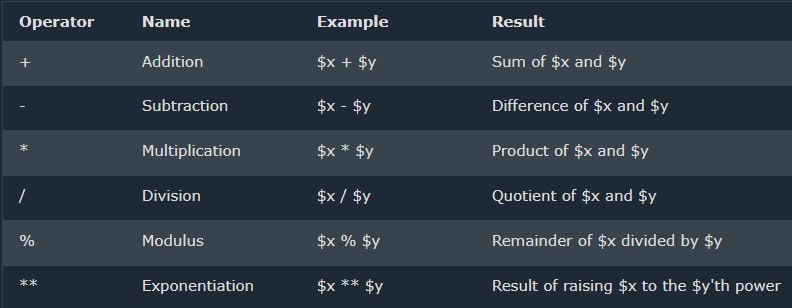 Operator Name Example Result
+ Addition $x + $y Sum of $x and $y
- Subtraction $x - $y Difference of $x and $y
* Multiplication $x * $y Product of $x and $y
/ Division $x / $y Quotient of $x and $y
% Modulus $x % $y Remainder of $x divided by $y
** Exponentiation $x ** $y Result of raising $x to the $y'th power